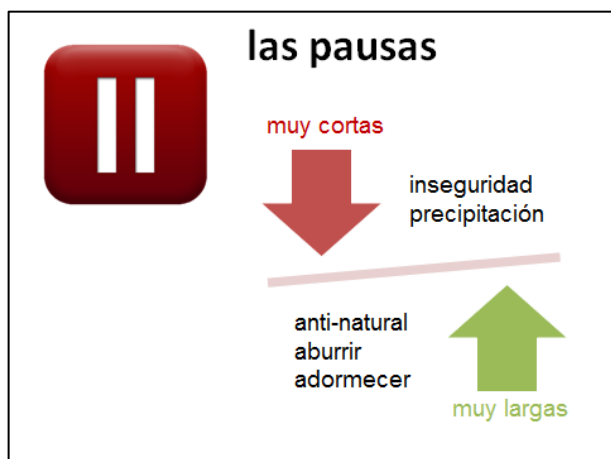 las pausas
muy cortas
inseguridad
precipitación
anti-natural
aburrir
adormecer
muy largas